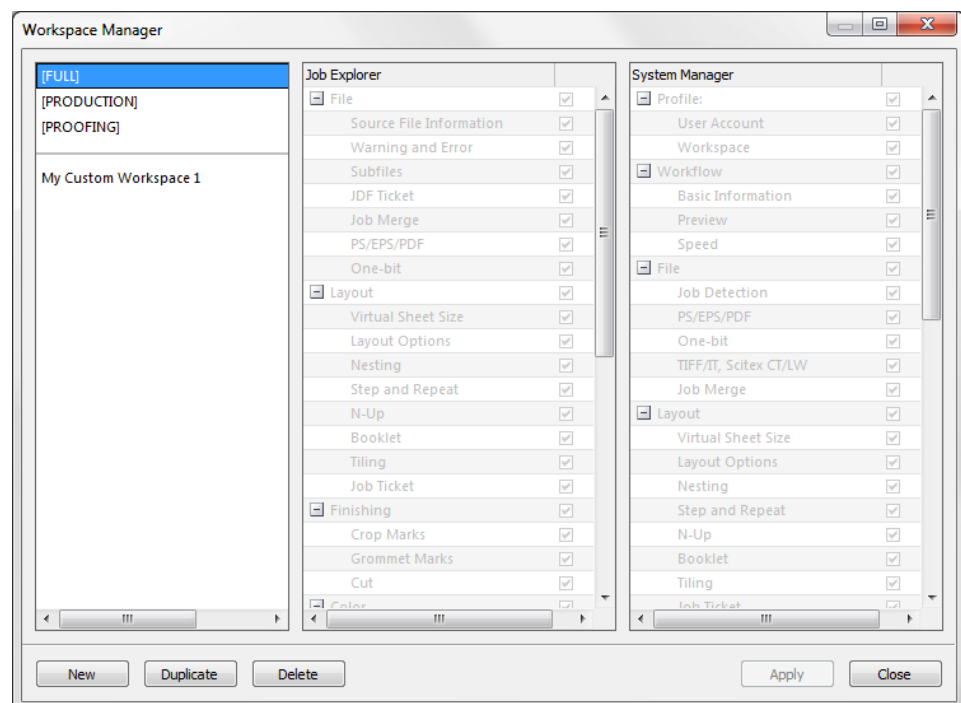 Workspace Manager
[FULL]
[PRODUCTION]
[PROOFING]
My Custom Workspace 1
Job Explorer
File
Source File Information
Warning and Error
Subfiles
JDF Ticket
Job Merge
PS/EPS/PDF
One-bit
Layout
Virtual Sheet Size
Layout Options
Nesting
Step and Repeat
N-Up
Booklet
Tiling
Job Ticket
Finishing
Crop Marks
Grommet Marks
Cut
Color
System Manager
Profile:
User Account
Workspace
Workflow
Basic Information
Preview
Speed
File
Job Detection
PS/EPS/PDF
One-bit
TIFF/IT, Scitex CT/LW
Job Merge
Layout
Virtual Sheet Size
Layout Options
Nesting
Step and Repeat
N-Up
Booklet
Tiling
Job Ticket
New
Duplicate
Delete
Apply
Close